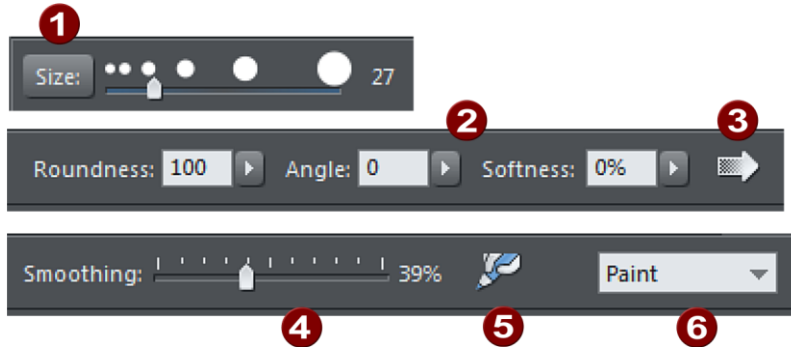 1
Size: 27
2 3
Roundness: 100 Angle: 0 Softness: 0%
Smoothing: 39% Paint
4 5 6